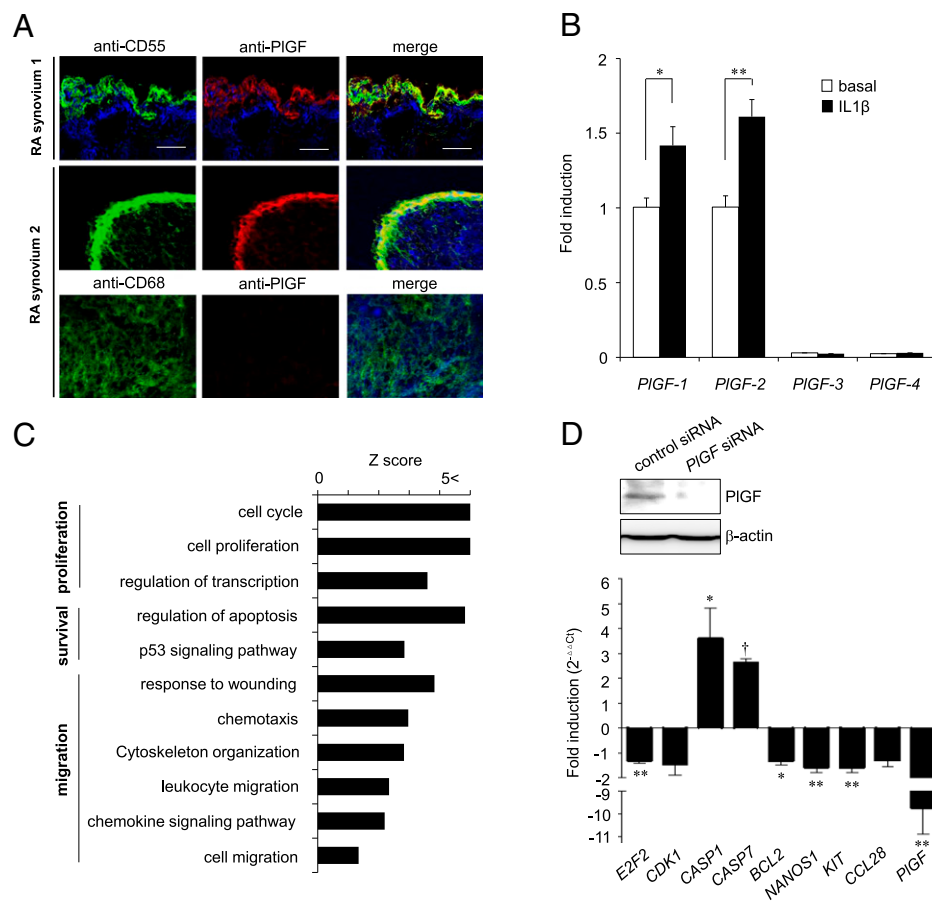 A
anti-CD55 anti-PlGF merge
RA synovium 1
RA synovium 2
anti-CD68 anti-PlGF merge
B
2
1.5
1
0.5
0
Fold induction
* **
basal
IL1β
PlGF-1 PlGF-2 PlGF-3 PlGF-4
C
Z score
0 5<
proliferation
cell cycle
cell proliferation
regulation of transcription
survival
regulation of apoptosis
p53 signaling pathway
migration
response to wounding
chemotaxis
Cytoskeleton organization
leukocyte migration
chemokine signaling pathway
cell migration
D
control siRNA
PlGF siRNA
PlGF
β-actin
Fold induction (2-△△Ct)
6
5
4
3
2
1
0
-1
-2
-9
-10
-11
* †
** * ** ** **
E2F2 CDK1 CASP1 CASP7 BCL2 NANOS1 KIT CCL28 PlGF